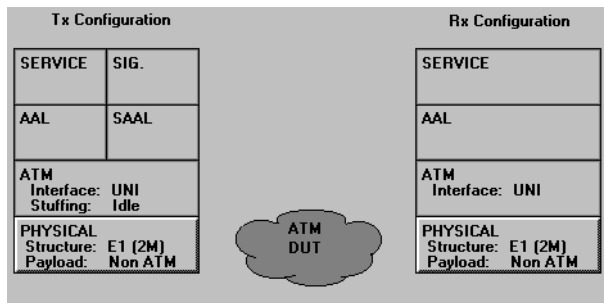 Tx Configuration
Rx Configuration
SERVICE SIG.
SERVICE
AAL SAAL
AAL
ATM
Interface: UNI
Stuffing: Idle
ATM
Interface: UNI
ATM
DUT
PHYSICAL
Structure: E1 (2M)
Payload: Non ATM
PHYSICAL
Structure: E1 (2M)
Payload: Non ATM